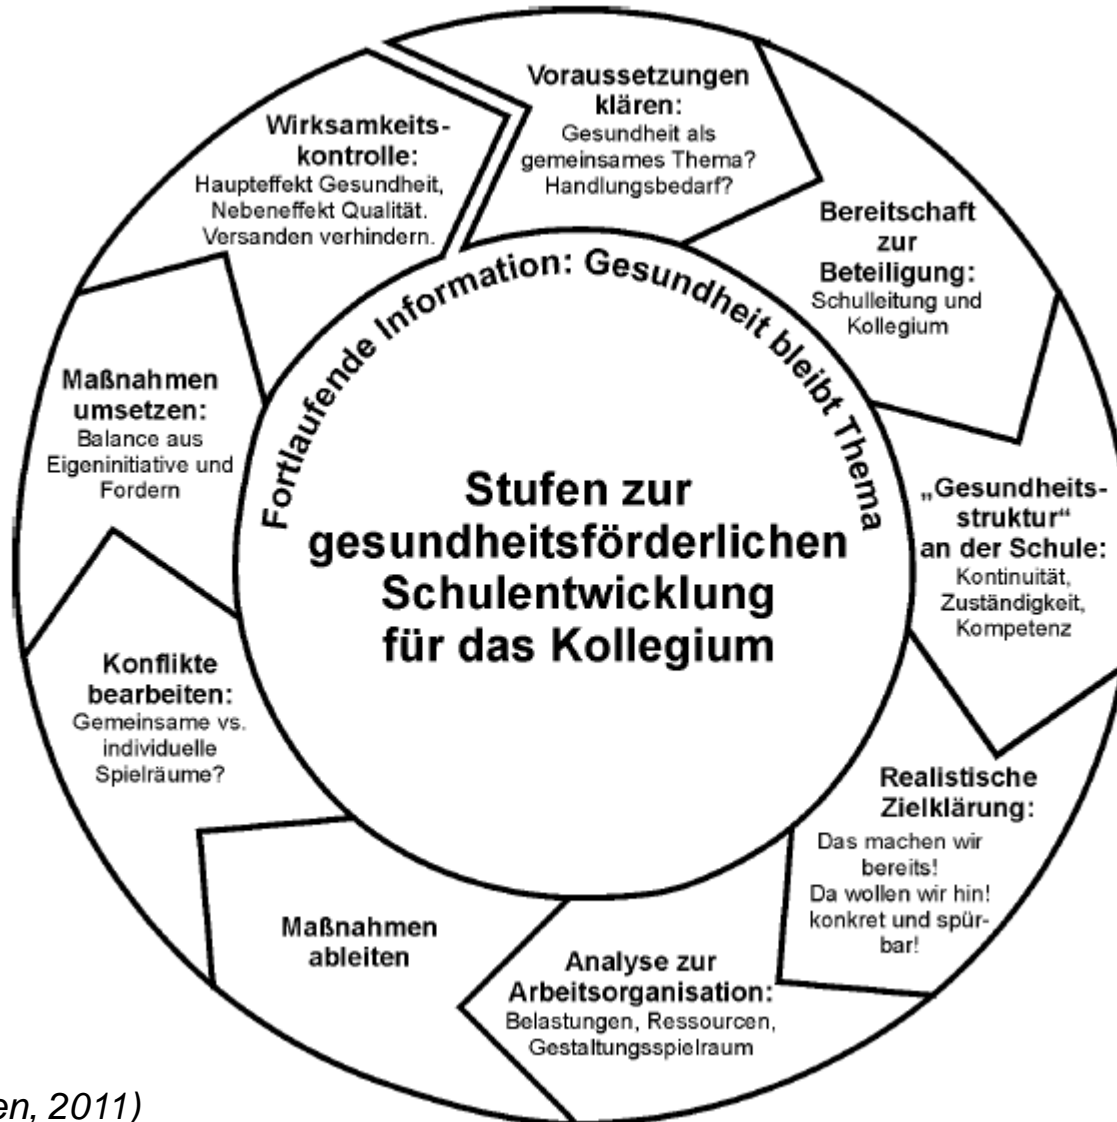 Voraussetzungen
klären:
Gesundheit als
gemeinsames Thema?
Handlungsbedarf?
Bereitschaft
zur
Beteiligung:
Schulleitung und
Kollegium
„Gesundheits-
struktur“
an der Schule:
Kontinuität,
Zuständigkeit,
Kompetenz
Realistische
Zielklärung:
Das machen wir
bereits!
Da wollen wir hin!
konkret und spür-
bar!
Analyse zur
Arbeitsorganisation:
Belastungen, Ressourcen,
Gestaltungsspielraum
Maßnahmen
ableiten
Konflikte
bearbeiten:
Gemeinsame vs.
individuelle
Spielräume?
Maßnahmen
umsetzen:
Balance aus
Eigeninitiative und
Fordern
Wirksamkeits-
kontrolle:
Haupteffekt Gesundheit,
Nebeneffekt Qualität.
Versanden verhindern.
Fortlaufende Information: Gesundheit bleibt Thema
Stufen zur
gesundheitsförderlichen
Schulentwicklung
für das Kollegium
2011)